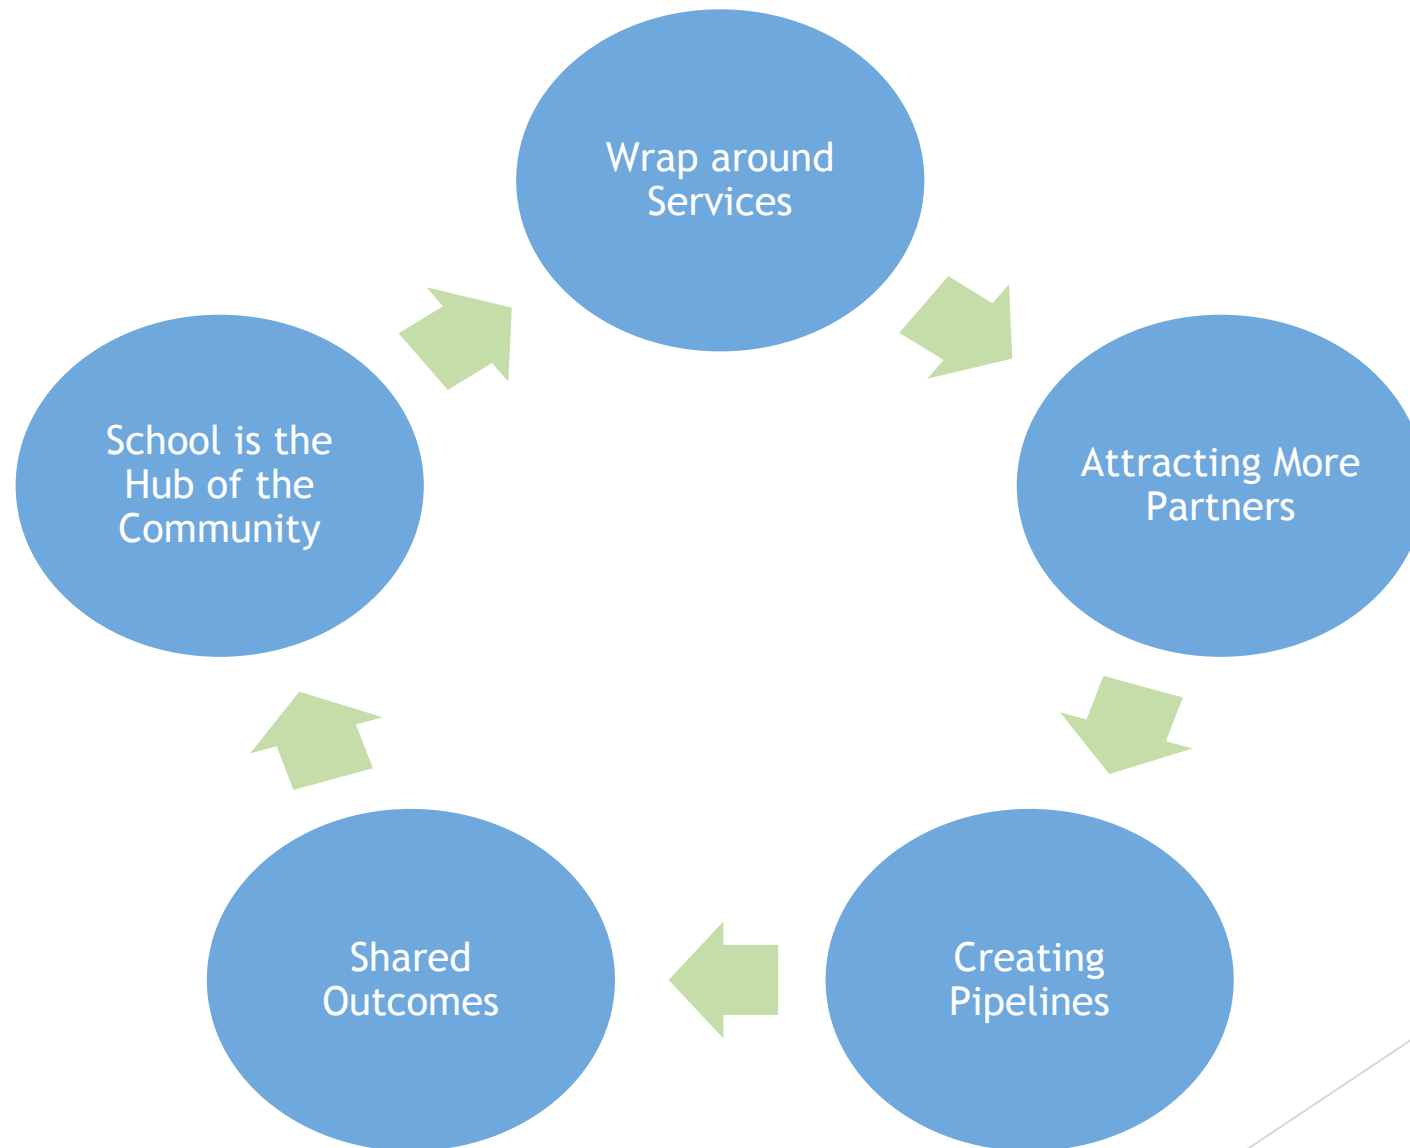 Wrap around
Services
Attracting More
Partners
Creating
Pipelines
Shared
Outcomes
School is the
Hub of the
Community